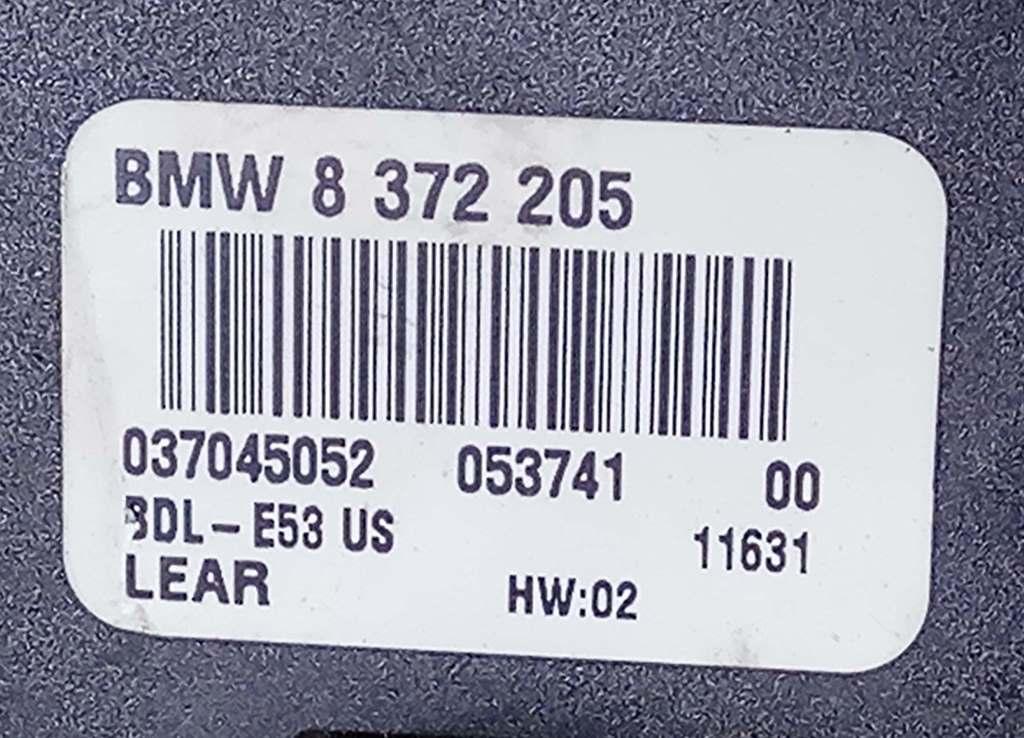 BMW 8 372 205
037045052 053741 00
BDL-E53 US 11631
LEAR HW:02